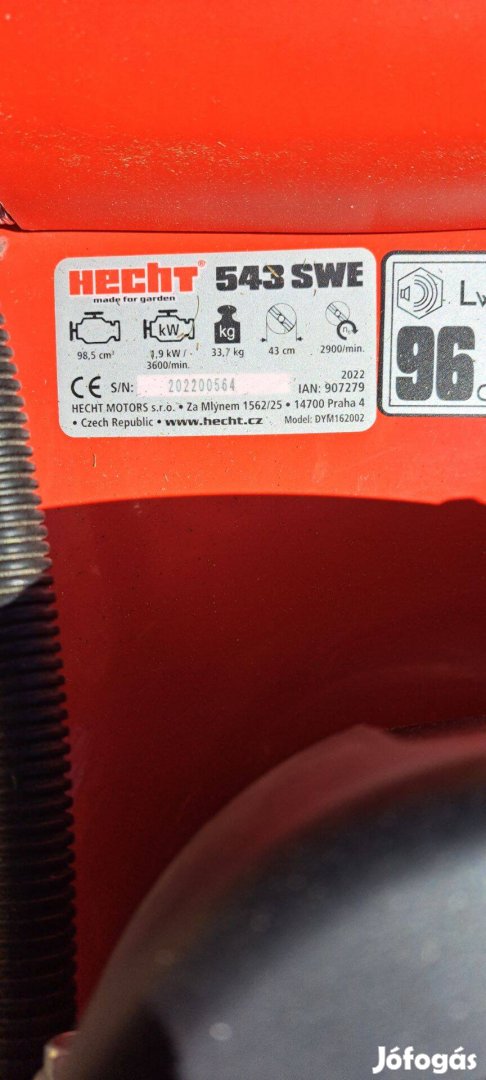 HECHT® 543 SWE
made for garden
kW
kg
n₀
98,5 cm³
1,9 kW /
3600/min.
33,7 kg
43 cm
2900/min.
2022
CE S/N: 202200564
IAN: 907279
HECHT MOTORS s.r.o. • Za Mlýnem 1562/25 • 14700 Praha 4
• Czech Republic • www.hecht.cz
Model: DYM162002
96
Jófogás